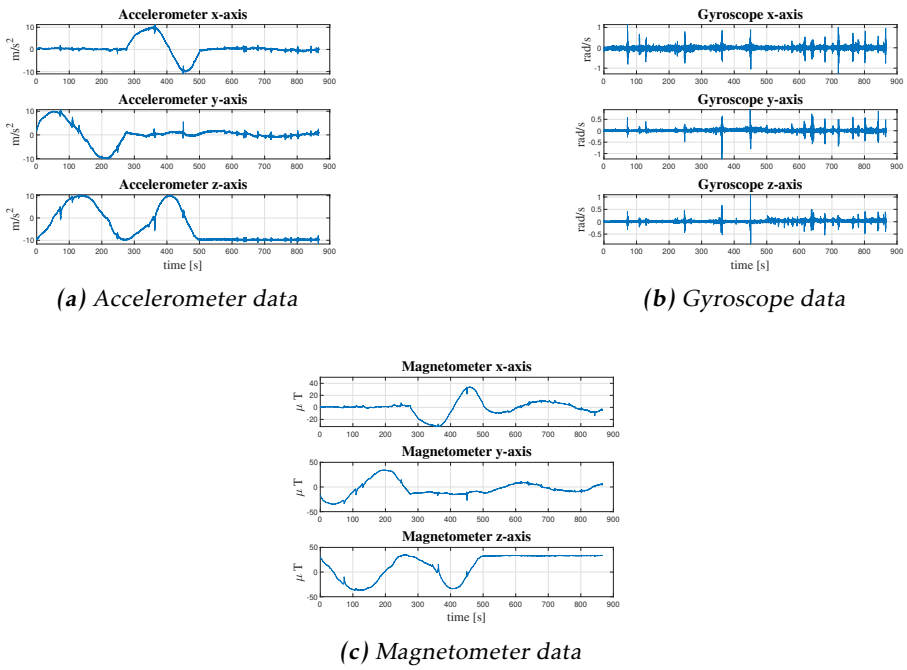 Accelerometer x-axis
m/s²
10
0
-10
0 100 200 300 400 500 600 700 800 900
Accelerometer y-axis
m/s²
10
0
-10
0 100 200 300 400 500 600 700 800 900
Accelerometer z-axis
m/s²
10
0
-10
0 100 200 300 400 500 600 700 800 900
time [s]
(a) Accelerometer data
Gyroscope x-axis
rad/s
1
0
-1
0 100 200 300 400 500 600 700 800 900
Gyroscope y-axis
rad/s
0.5
0
-0.5
-1
0 100 200 300 400 500 600 700 800 900
Gyroscope z-axis
rad/s
1
0.5
0
-0.5
0 100 200 300 400 500 600 700 800 900
time [s]
(b) Gyroscope data
Magnetometer x-axis
μ T
40
20
0
-20
0 100 200 300 400 500 600 700 800 900
Magnetometer y-axis
μ T
50
0
-50
0 100 200 300 400 500 600 700 800 900
Magnetometer z-axis
μ T
50
0
-50
0 100 200 300 400 500 600 700 800 900
time [s]
(c) Magnetometer data